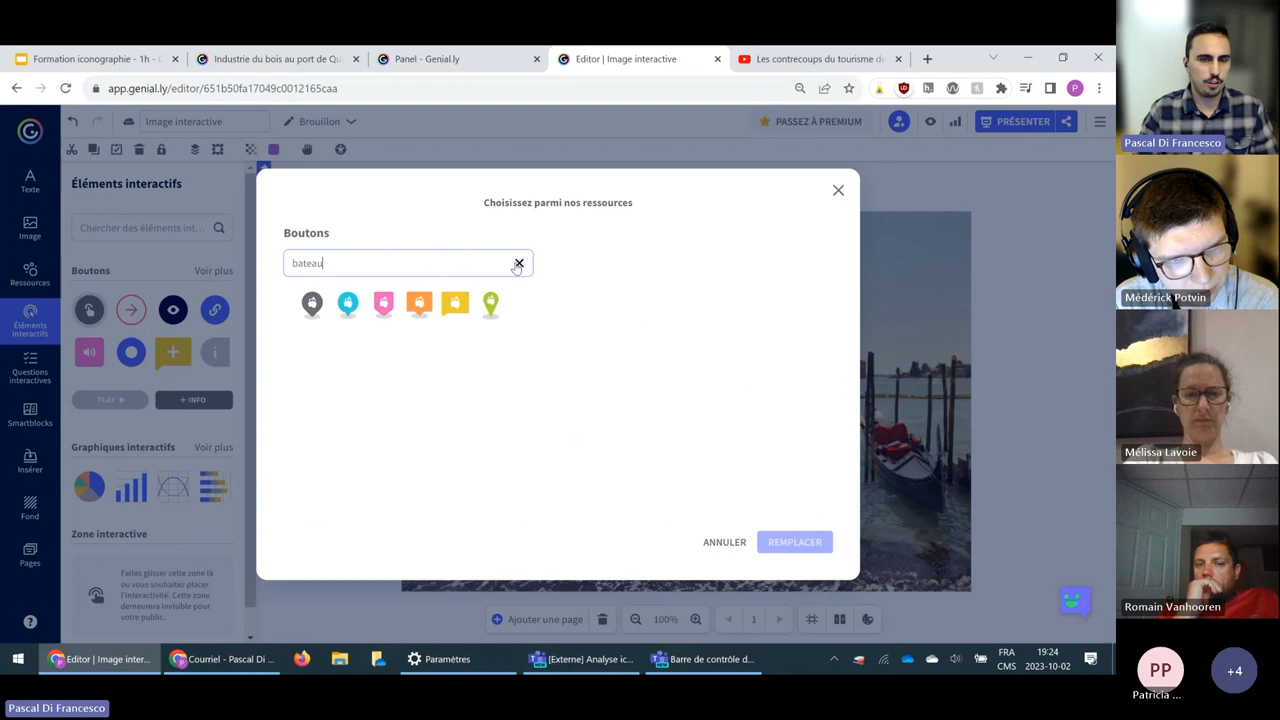 Formation iconographie - 1h - 
Industrie du bois au port de Qu
Panel - Genial.ly
Editor | Image interactive
Les contrecoups du tourisme de
app.genial.ly/editor/651b50fa17049c0012165caa
P
Image interactive
Brouillon
PASSEZ À PREMIUM
PRÉSENTER
Texte
Image
Ressources
Éléments interactifs
Questions interactives
Smartblocks
Insérer
Fond
Pages
Éléments interactifs
Chercher des éléments int...
Boutons
Voir plus
PLAY
+ INFO
Graphiques interactifs
Voir plus
Zone interactive
Faites glisser cette zone là
ou vous souhaitez placer
l'interactivité. Cette zone
demeurera invisible pour
votre public.
Choisissez parmi nos ressources
Boutons
bateau
ANNULER
REMPLACER
Ajouter une page
100%
1
Editor | Image inter...
Courriel - Pascal Di ...
Paramètres
[Externe] Analyse ic...
Barre de contrôle d...
FRA
CMS
19:24
2023-10-02
Pascal Di Francesco
Médérick Potvin
Mélissa Lavoie
Romain Vanhooren
PP
Patricia ...
+4
Pascal Di Francesco